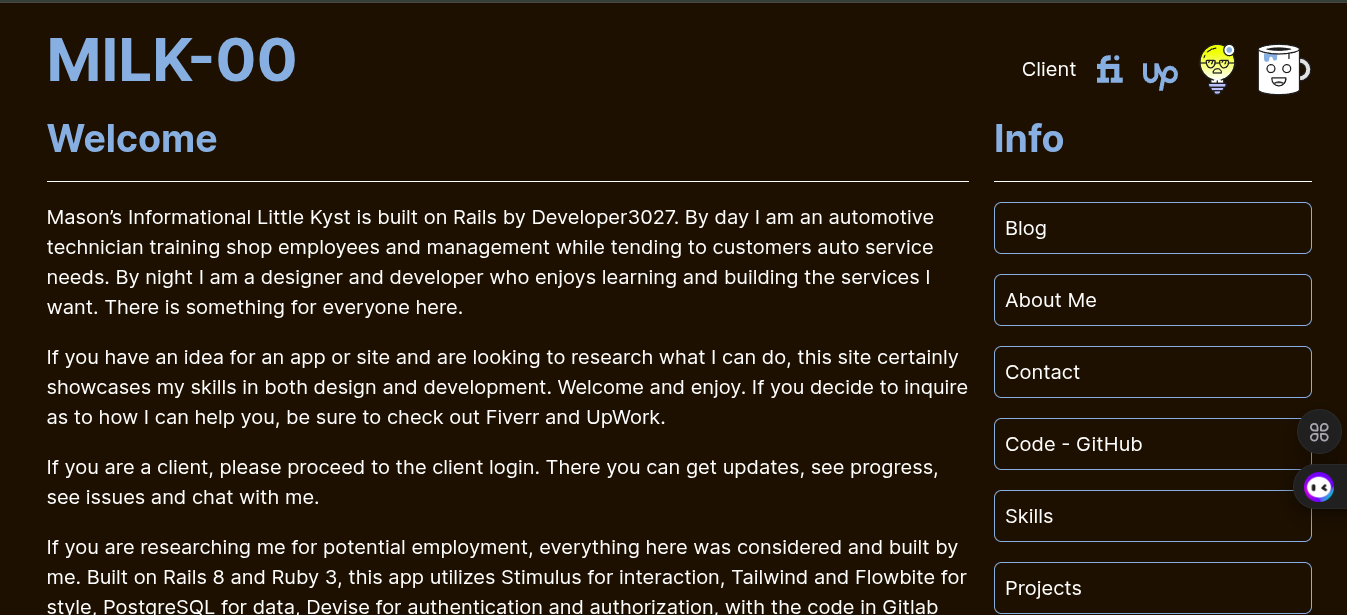 MILK-00
Client fi up
Welcome
Mason’s Informational Little Kyst is built on Rails by Developer3027. By day I am an automotive
technician training shop employees and management while tending to customers auto service
needs. By night I am a designer and developer who enjoys learning and building the services I
want. There is something for everyone here.
If you have an idea for an app or site and are looking to research what I can do, this site certainly
showcases my skills in both design and development. Welcome and enjoy. If you decide to inquire
as to how I can help you, be sure to check out Fiverr and UpWork.
If you are a client, please proceed to the client login. There you can get updates, see progress,
see issues and chat with me.
If you are researching me for potential employment, everything here was considered and built by
me. Built on Rails 8 and Ruby 3, this app utilizes Stimulus for interaction, Tailwind and Flowbite for
style, PostgreSQL for data, Devise for authentication and authorization, with the code in Gitlab
Info
Blog
About Me
Contact
Code - GitHub
Skills
Projects